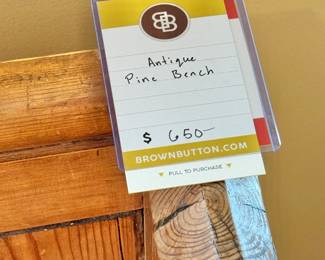 BB
Antique
Pine Bench
$ 650-
BROWNBUTTON.COM
PULL TO PURCHASE